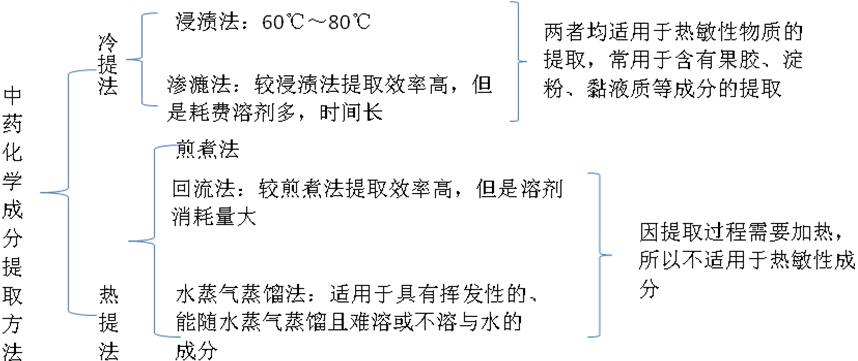 中药化学成分提取方法
冷提法
浸渍法：60℃～80℃
渗漉法：较浸渍法提取效率高，但
是耗费溶剂多，时间长
两者均适用于热敏性物质的
提取，常用于含有果胶、淀
粉、黏液质等成分的提取
热提法
煎煮法
回流法：较煎煮法提取效率高，但是溶剂
消耗量大
水蒸气蒸馏法：适用于具有挥发性的、
能随水蒸气蒸馏且难溶或不溶与水的
成分
因提取过程需要加热，
所以不适用于热敏性成
分